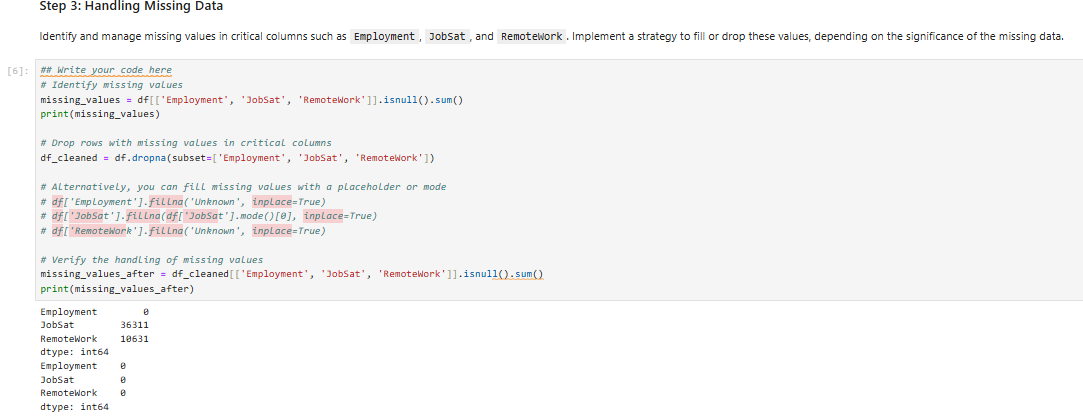 Step 3: Handling Missing Data
Identify and manage missing values in critical columns such as Employment, JobSat, and RemoteWork. Implement a strategy to fill or drop these values, depending on the significance of the missing data.
[6]:
## Write your code here
# Identify missing values
missing_values = df[['Employment', 'JobSat', 'RemoteWork']].isnull().sum()
print(missing_values)
# Drop rows with missing values in critical columns
df_cleaned = df.dropna(subset=['Employment', 'JobSat', 'RemoteWork'])
# Alternatively, you can fill missing values with a placeholder or mode
# df['Employment'].fillna('Unknown', inplace=True)
# df['JobSat'].fillna(df['JobSat'].mode()[0], inplace=True)
# df['RemoteWork'].fillna('Unknown', inplace=True)
# Verify the handling of missing values
missing_values_after = df_cleaned[['Employment', 'JobSat', 'RemoteWork']].isnull().sum()
print(missing_values_after)
Employment 0
JobSat 36311
RemoteWork 10631
dtype: int64
Employment 0
JobSat 0
RemoteWork 0
dtype: int64